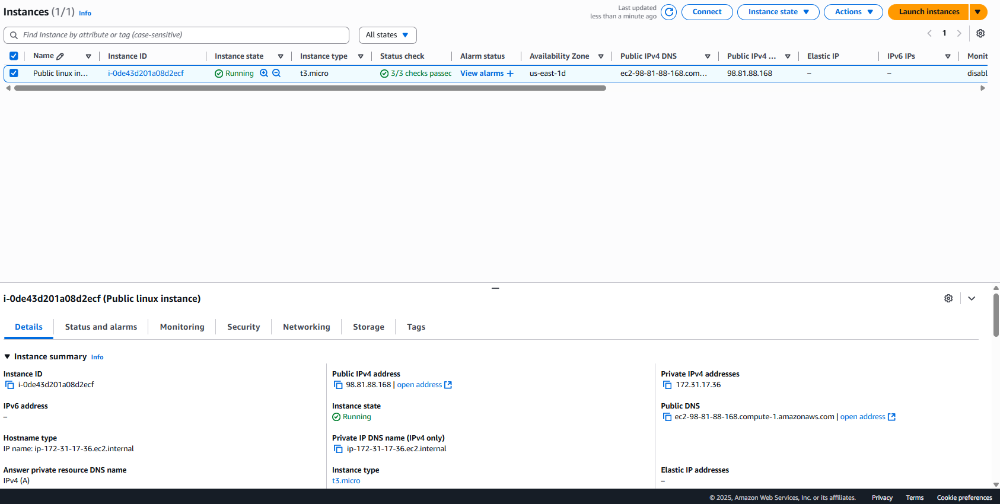 Instances (1/1) Info
Last updated
less than a minute ago
Connect
Instance state
Actions
Launch instances
Find Instance by attribute or tag (case-sensitive)
All states
1
Name Instance ID Instance state Instance type Status check Alarm status Availability Zone Public IPv4 DNS Public IPv4 ... Elastic IP IPv6 IPs Monit
Public linux in... i-0de43d201a08d2ecf Running t3.micro 3/3 checks passec View alarms + us-east-1d ec2-98-81-88-168.com... 98.81.88.168 – – disabl
i-0de43d201a08d2ecf (Public linux instance)
Details Status and alarms Monitoring Security Networking Storage Tags
Instance summary Info
Instance ID
i-0de43d201a08d2ecf
Public IPv4 address
98.81.88.168 | open address
Private IPv4 addresses
172.31.17.36
IPv6 address
–
Instance state
Running
Public DNS
ec2-98-81-88-168.compute-1.amazonaws.com | open address
Hostname type
IP name: ip-172-31-17-36.ec2.internal
Private IP DNS name (IPv4 only)
ip-172-31-17-36.ec2.internal
Answer private resource DNS name
IPv4 (A)
Instance type
t3.micro
Elastic IP addresses
–
© 2025, Amazon Web Services, Inc. or its affiliates. Privacy Terms Cookie preferences